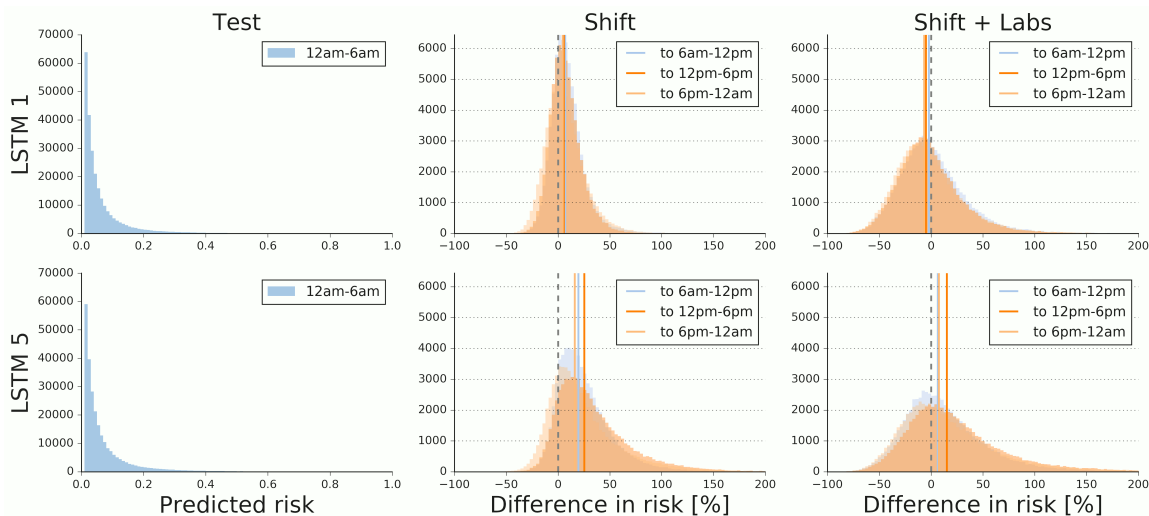 Test
Shift
Shift + Labs
LSTM 1
70000
60000
50000
40000
30000
20000
10000
0
0.0 0.2 0.4 0.6 0.8 1.0
12am-6am
6000
5000
4000
3000
2000
1000
0
−100 −50 0 50 100 150 200
to 6am-12pm
to 12pm-6pm
to 6pm-12am
6000
5000
4000
3000
2000
1000
0
−100 −50 0 50 100 150 200
to 6am-12pm
to 12pm-6pm
to 6pm-12am
LSTM 5
70000
60000
50000
40000
30000
20000
10000
0
0.0 0.2 0.4 0.6 0.8 1.0
12am-6am
Predicted risk
6000
5000
4000
3000
2000
1000
0
−100 −50 0 50 100 150 200
to 6am-12pm
to 12pm-6pm
to 6pm-12am
Difference in risk [%]
6000
5000
4000
3000
2000
1000
0
−100 −50 0 50 100 150 200
to 6am-12pm
to 12pm-6pm
to 6pm-12am
Difference in risk [%]